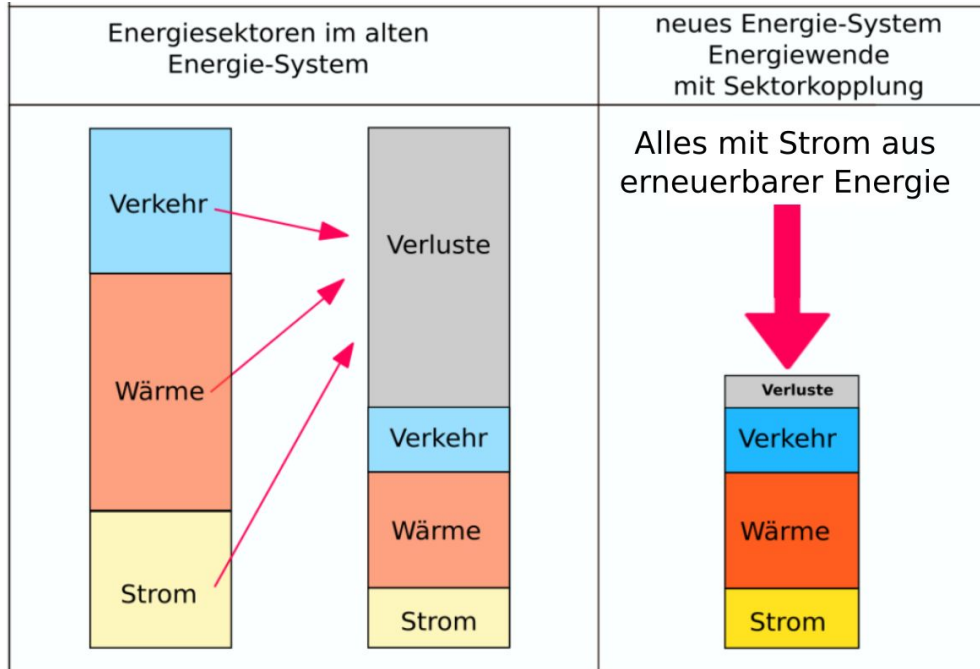 Energiesektoren im alten
Energie-System
neues Energie-System
Energiewende
mit Sektorkopplung
Verkehr
Wärme
Strom
Verluste
Verkehr
Wärme
Strom
Alles mit Strom aus
erneuerbarer Energie
Verluste
Verkehr
Wärme
Strom